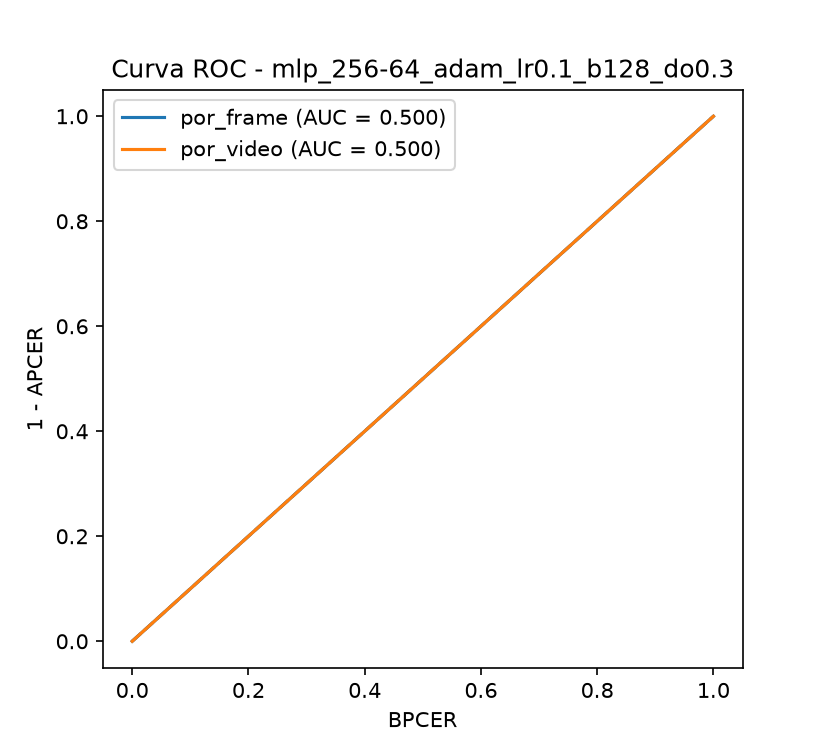 Curva ROC - mlp_256-64_adam_lr0.1_b128_do0.3
por_frame (AUC = 0.500)
por_video (AUC = 0.500)
1.0
0.8
0.6
0.4
0.2
0.0
1 - APCER
0.0 0.2 0.4 0.6 0.8 1.0
BPCER